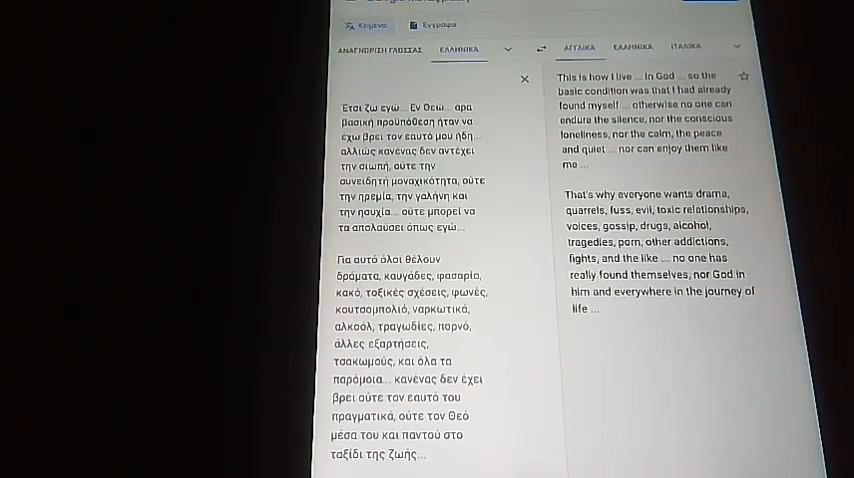 Κείμενο
Έγγραφα
ΑΝΑΓΝΩΡΙΣΗ ΓΛΩΣΣΑΣ
ΕΛΛΗΝΙΚΑ
ΑΓΓΛΙΚΑ
ΕΛΛΗΝΙΚΑ
ΙΤΑΛΙΚΑ
Έτσι ζω εγώ... Εν Θεώ... άρα
βασική προϋπόθεση ήταν να
έχω βρει τον εαυτό μου ήδη...
αλλιώς κανένας δεν αντέχει
την σιωπή, ούτε την
συνειδητή μοναχικότητα, ούτε
την ηρεμία, την γαλήνη και
την ησυχία... ούτε μπορεί να
τα απολαύσει όπως εγώ...
Για αυτό όλοι θέλουν
δράματα, καυγάδες, φασαρία,
κακό, τοξικές σχέσεις, φωνές,
κουτσομπολιό, ναρκωτικά,
αλκοόλ, τραγωδίες, πορνό,
άλλες εξαρτήσεις,
τσακωμούς, και όλα τα
παρόμοια... κανένας δεν έχει
βρει ούτε τον εαυτό του
πραγματικά, ούτε τον Θεό
μέσα του και παντού στο
ταξίδι της ζωής...
This is how I live ... In God ... so the
basic condition was that I had already
found myself ... otherwise no one can
endure the silence, nor the conscious
loneliness, nor the calm, the peace
and quiet ... nor can enjoy them like
me ...
That's why everyone wants drama,
quarrels, fuss, evil, toxic relationships,
voices, gossip, drugs, alcohol,
tragedies, porn, other addictions,
fights, and the like ... no one has
really found themselves, nor God in
him and everywhere in the journey of
life ...